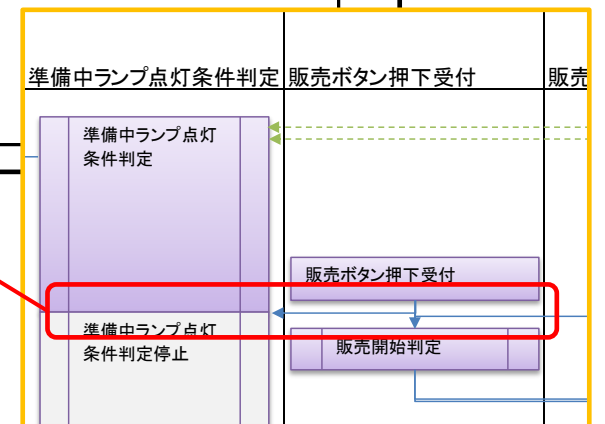 準備中ランプ点灯条件判定
販売ボタン押下受付
販売
準備中ランプ点灯
条件判定
販売ボタン押下受付
準備中ランプ点灯
条件判定停止
販売開始判定